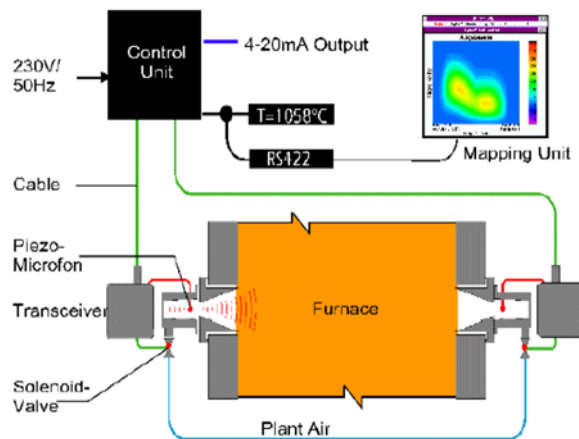 Control
Unit
4-20mA Output
230V/
50Hz
T=1058°C
RS422
Mapping Unit
Cable
Piezo-
Microfon
Transceiver
Furnace
Solenoid-
Valve
Plant Air